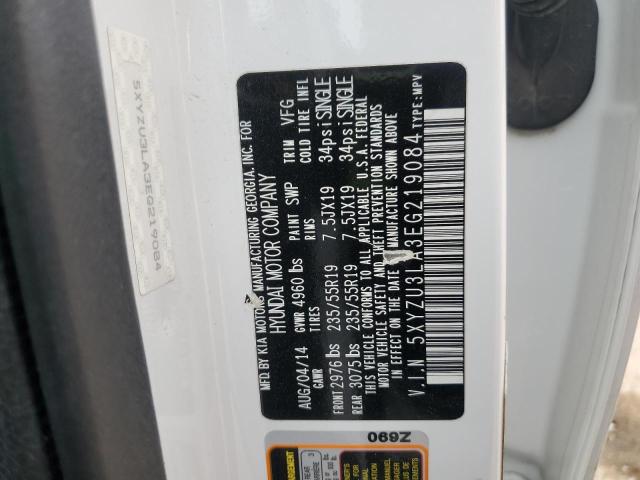 5XYZU3LA3EG219084
MFD. BY KIA MOTORS MANUFACTURING GEORGIA, INC. FOR
HYUNDAI MOTOR COMPANY
AUG/04/14 GVWR 4960 lbs PAINT SWP TRIM VFG
GAWR TIRES RIMS COLD TIRE INFL
FRONT 2976 lbs 235/55R19 7.5JX19 34psi SINGLE
REAR 3075 lbs 235/55R19 7.5JX19 34psi SINGLE
THIS VEHICLE CONFORMS TO ALL APPLICABLE U.S.A. FEDERAL
MOTOR VEHICLE SAFETY AND THEFT PREVENTION STANDARDS
IN EFFECT ON THE DATE OF MANUFACTURE SHOWN ABOVE.
V.I.N 5XYZU3LA3EG219084 TYPE:MPV
Z690